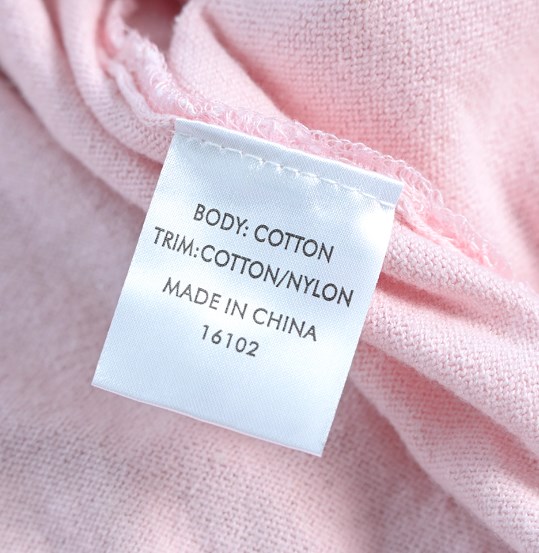 BODY: COTTON
TRIM:COTTON/NYLON
MADE IN CHINA
16102